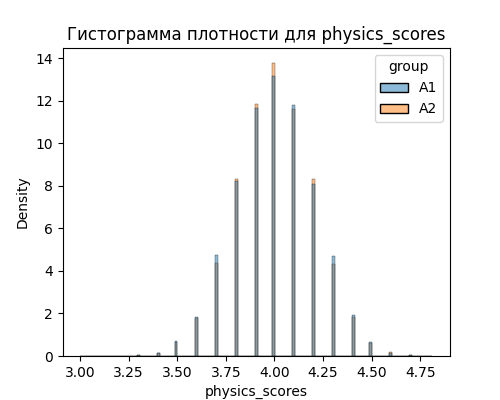 Гистограмма плотности для physics_scores
14
12
10
8
6
4
2
0
Density
group
A1
A2
3.00 3.25 3.50 3.75 4.00 4.25 4.50 4.75
physics_scores